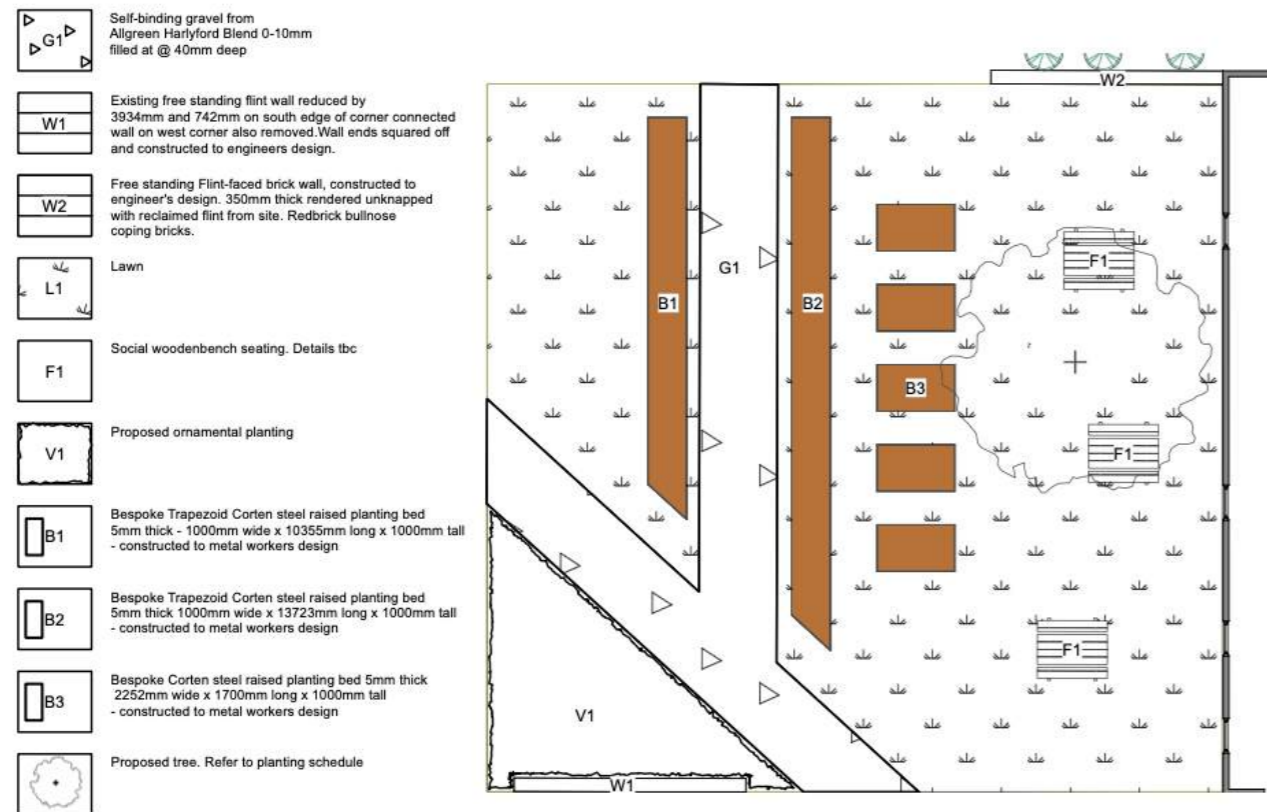 G1
Self-binding gravel from
Allgreen Harlyford Blend 0-10mm
filled at @ 40mm deep
W1
Existing free standing flint wall reduced by
3934mm and 742mm on south edge of corner connected
wall on west corner also removed.Wall ends squared off
and constructed to engineers design.
W2
Free standing Flint-faced brick wall, constructed to
engineer's design. 350mm thick rendered unknapped
with reclaimed flint from site. Redbrick bullnose
coping bricks.
L1
Lawn
F1
Social woodenbench seating. Details tbc
V1
Proposed ornamental planting
B1
Bespoke Trapezoid Corten steel raised planting bed
5mm thick - 1000mm wide x 10355mm long x 1000mm tall
- constructed to metal workers design
B2
Bespoke Trapezoid Corten steel raised planting bed
5mm thick 1000mm wide x 13723mm long x 1000mm tall
- constructed to metal workers design
B3
Bespoke Corten steel raised planting bed 5mm thick
2252mm wide x 1700mm long x 1000mm tall
- constructed to metal workers design
Proposed tree. Refer to planting schedule
W2
F1
G1
B1
B2
B3
F1
F1
V1
W1